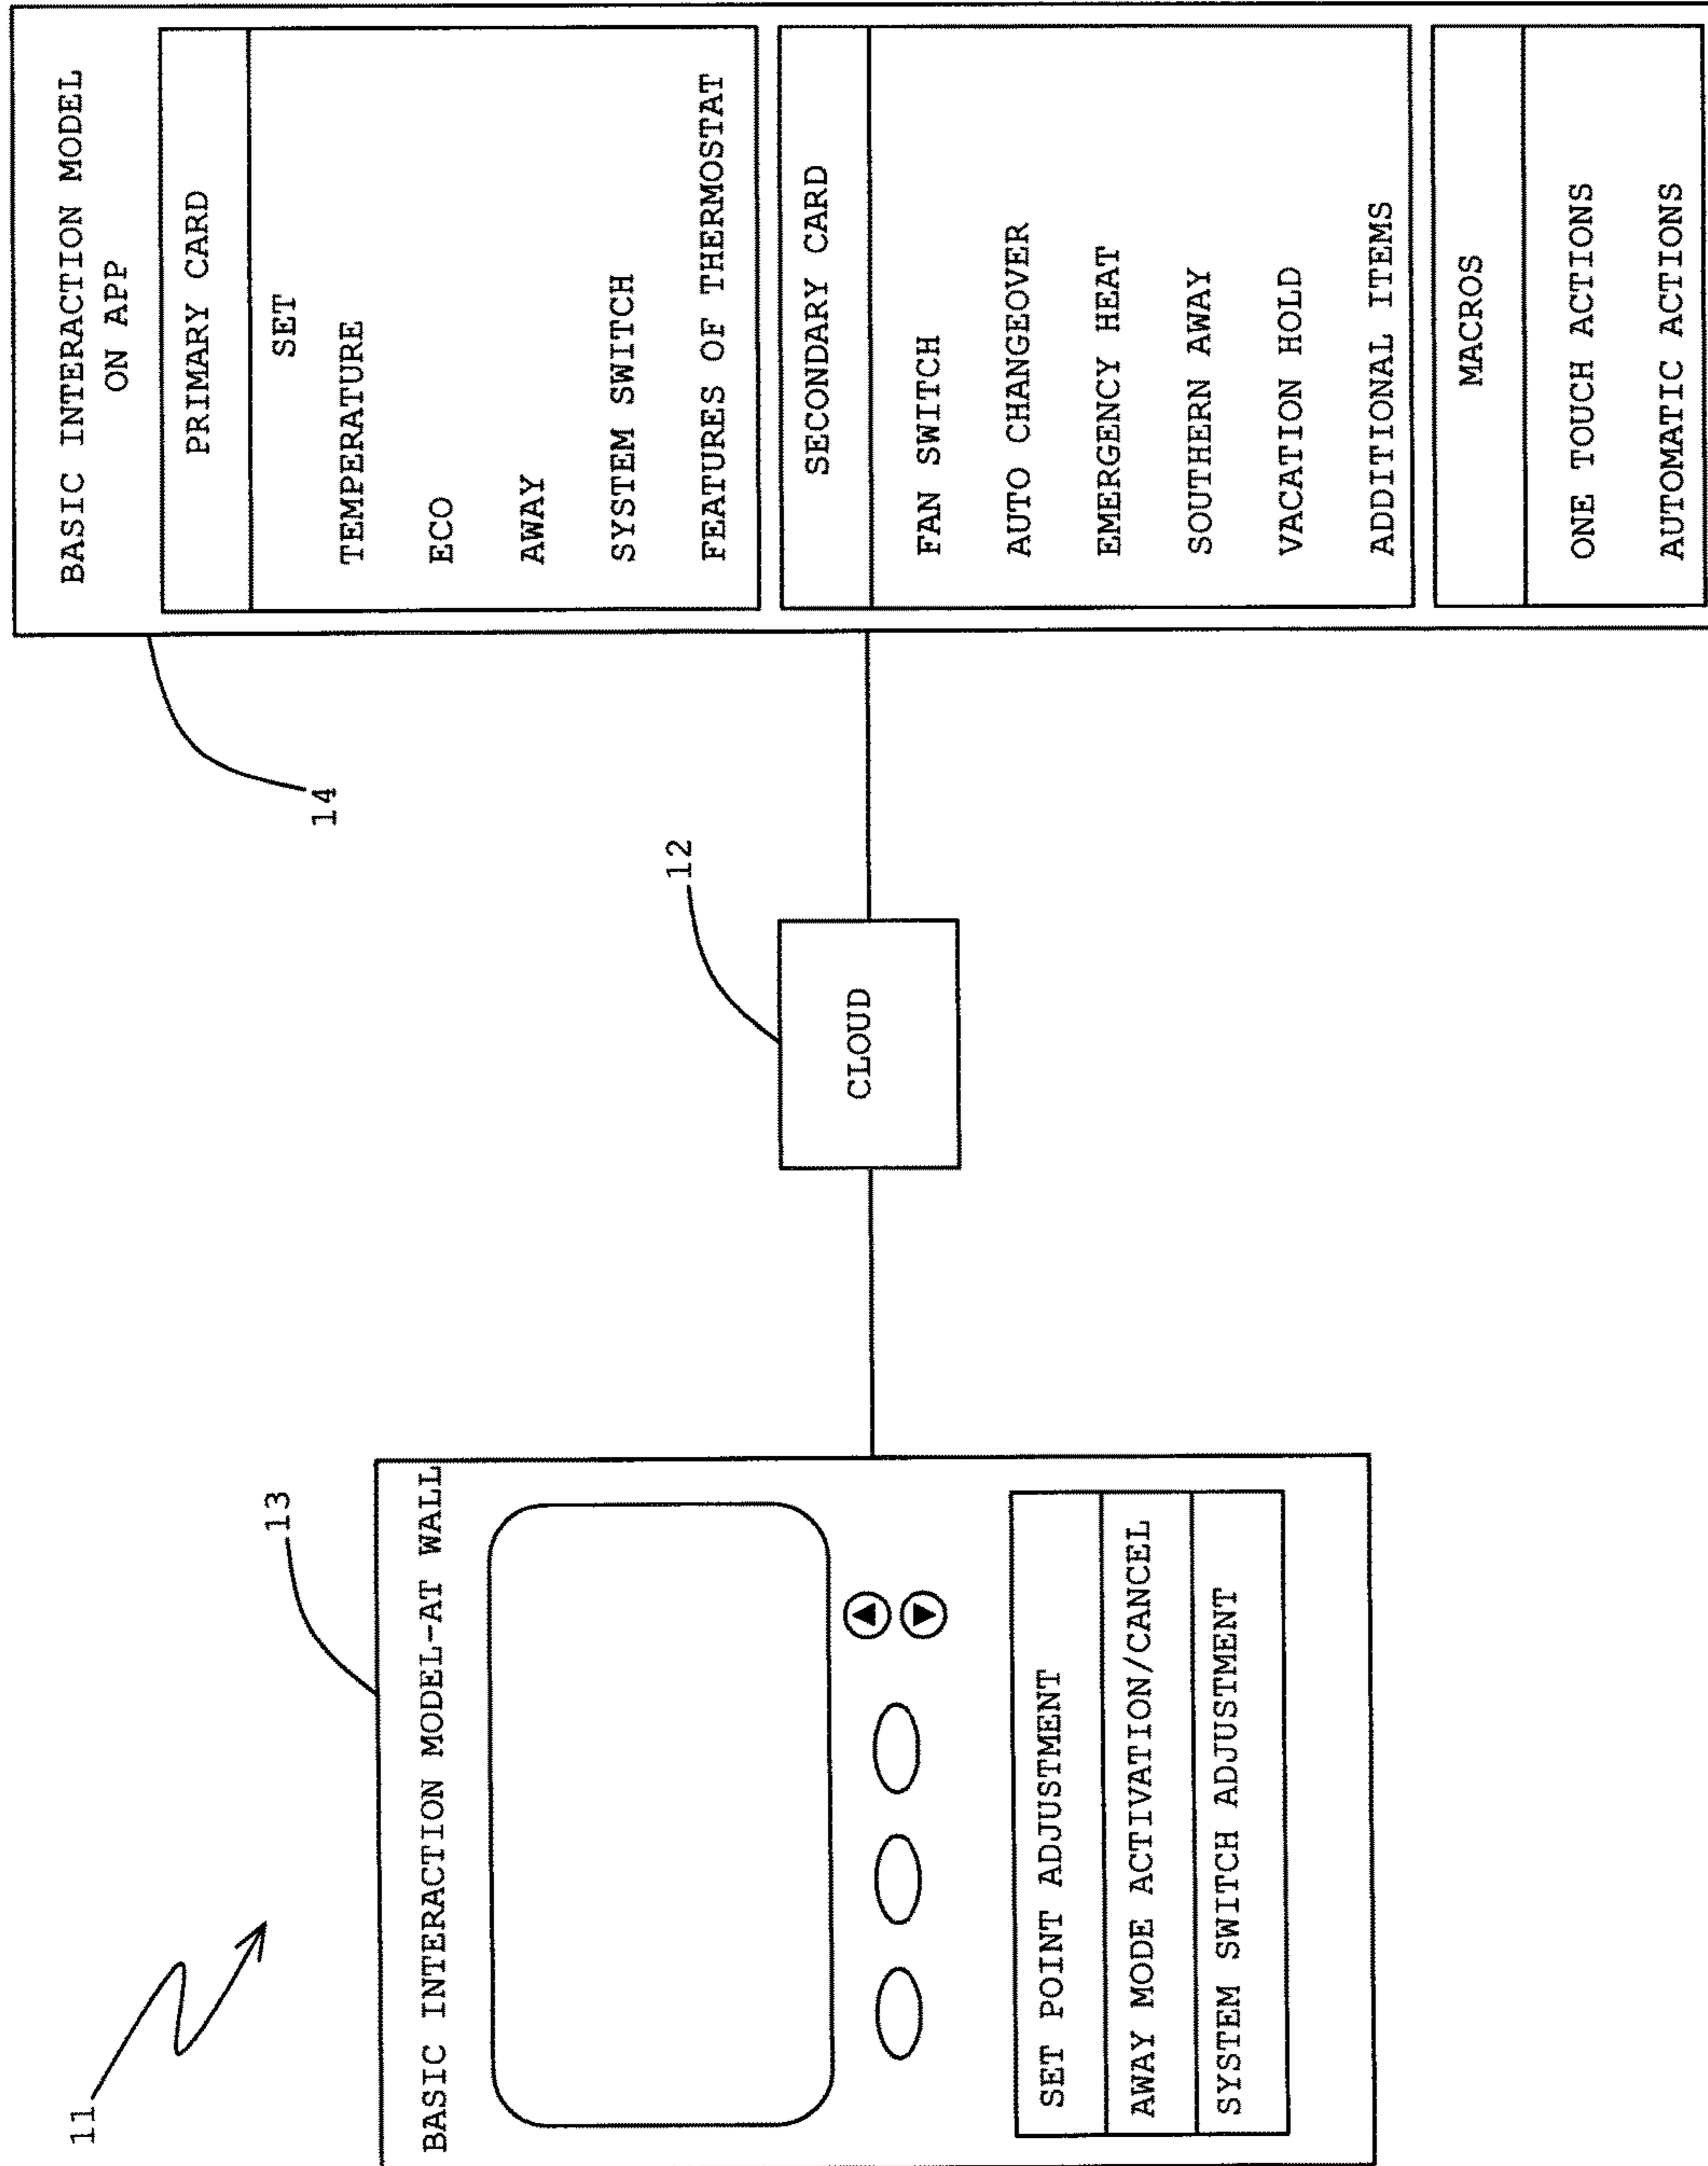 11
13
BASIC INTERACTION MODEL-AT WALL
SET POINT ADJUSTMENT
AWAY MODE ACTIVATION/CANCEL
SYSTEM SWITCH ADJUSTMENT
12
CLOUD
14
BASIC INTERACTION MODEL
ON APP
PRIMARY CARD
SET
TEMPERATURE
ECO
AWAY
SYSTEM SWITCH
FEATURES OF THERMOSTAT
SECONDARY CARD
FAN SWITCH
AUTO CHANGEOVER
EMERGENCY HEAT
SOUTHERN AWAY
VACATION HOLD
ADDITIONAL ITEMS
MACROS
ONE TOUCH ACTIONS
AUTOMATIC ACTIONS